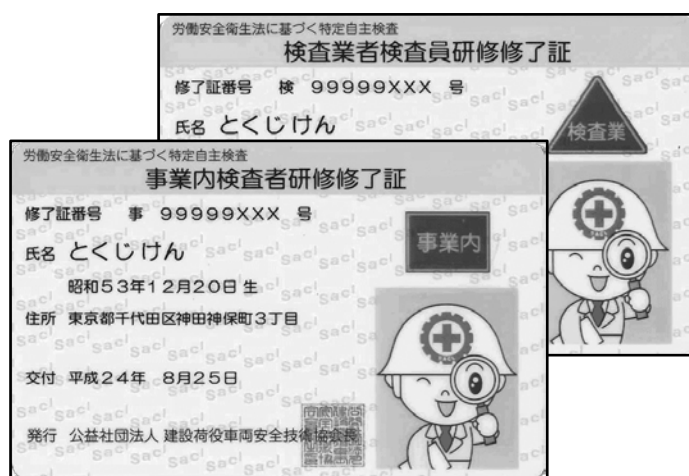 労働安全衛生法に基づく特定自主検査
検査業者検査員研修修了証
修了証番号 検 99999XXX 号
氏名 とくじけん
検査業
労働安全衛生法に基づく特定自主検査
事業内検査者研修修了証
修了証番号 事 99999XXX 号
氏名 とくじけん
事業内
昭和53年12月20日 生
住所 東京都千代田区神田神保町3丁目
交付 平成24年 8月25日
発行 公益社団法人 建設荷役車両安全技術協会長